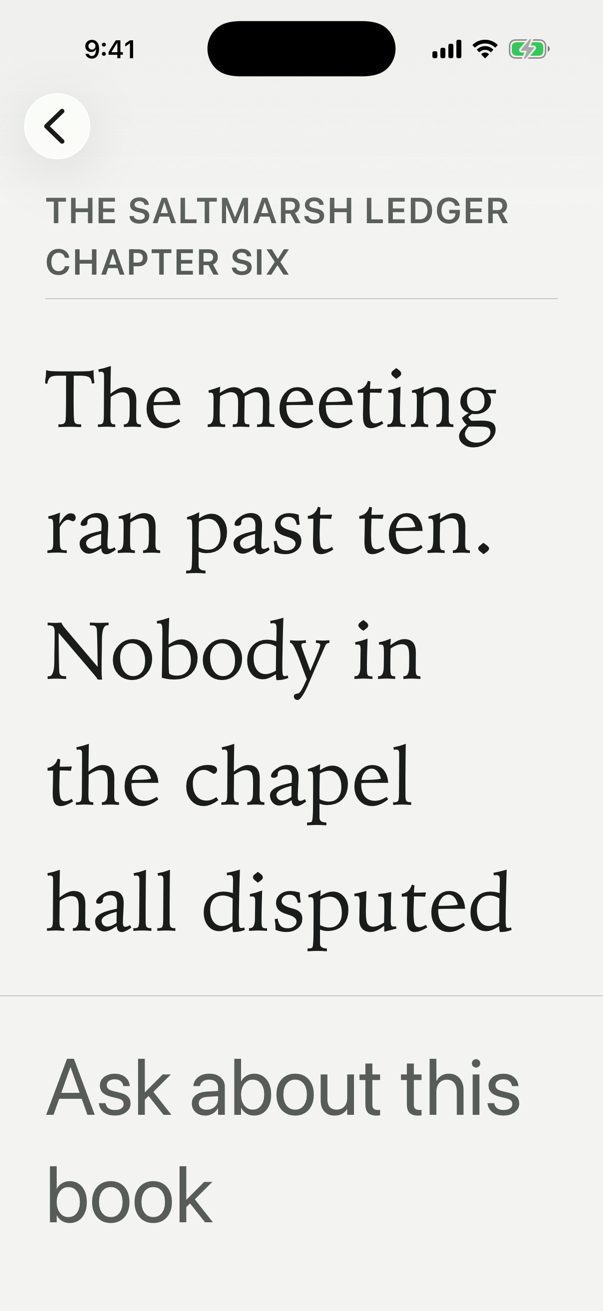 9:41
THE SALTMARSH LEDGER
CHAPTER SIX
The meeting
ran past ten.
Nobody in
the chapel
hall disputed
Ask about this
book